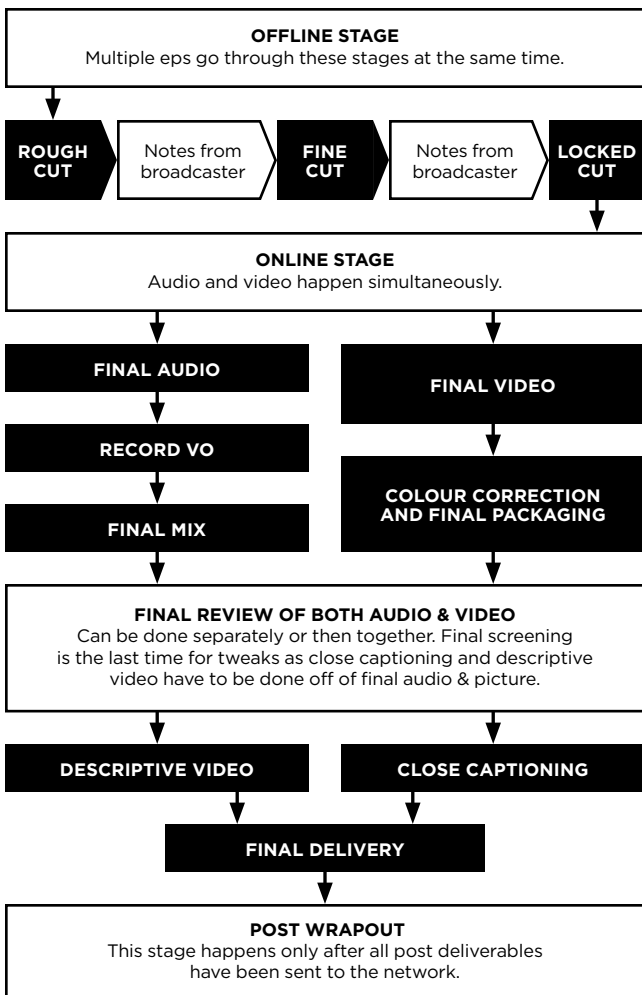 OFFLINE STAGE
Multiple eps go through these stages at the same time.
ROUGH
CUT
Notes from
broadcaster
FINE
CUT
Notes from
broadcaster
LOCKED
CUT
ONLINE STAGE
Audio and video happen simultaneously.
FINAL AUDIO
RECORD VO
FINAL MIX
FINAL VIDEO
COLOUR CORRECTION
AND FINAL PACKAGING
FINAL REVIEW OF BOTH AUDIO & VIDEO
Can be done separately or then together. Final screening
is the last time for tweaks as close captioning and descriptive
video have to be done off of final audio & picture.
DESCRIPTIVE VIDEO
CLOSE CAPTIONING
FINAL DELIVERY
POST WRAPOUT
This stage happens only after all post deliverables
have been sent to the network.